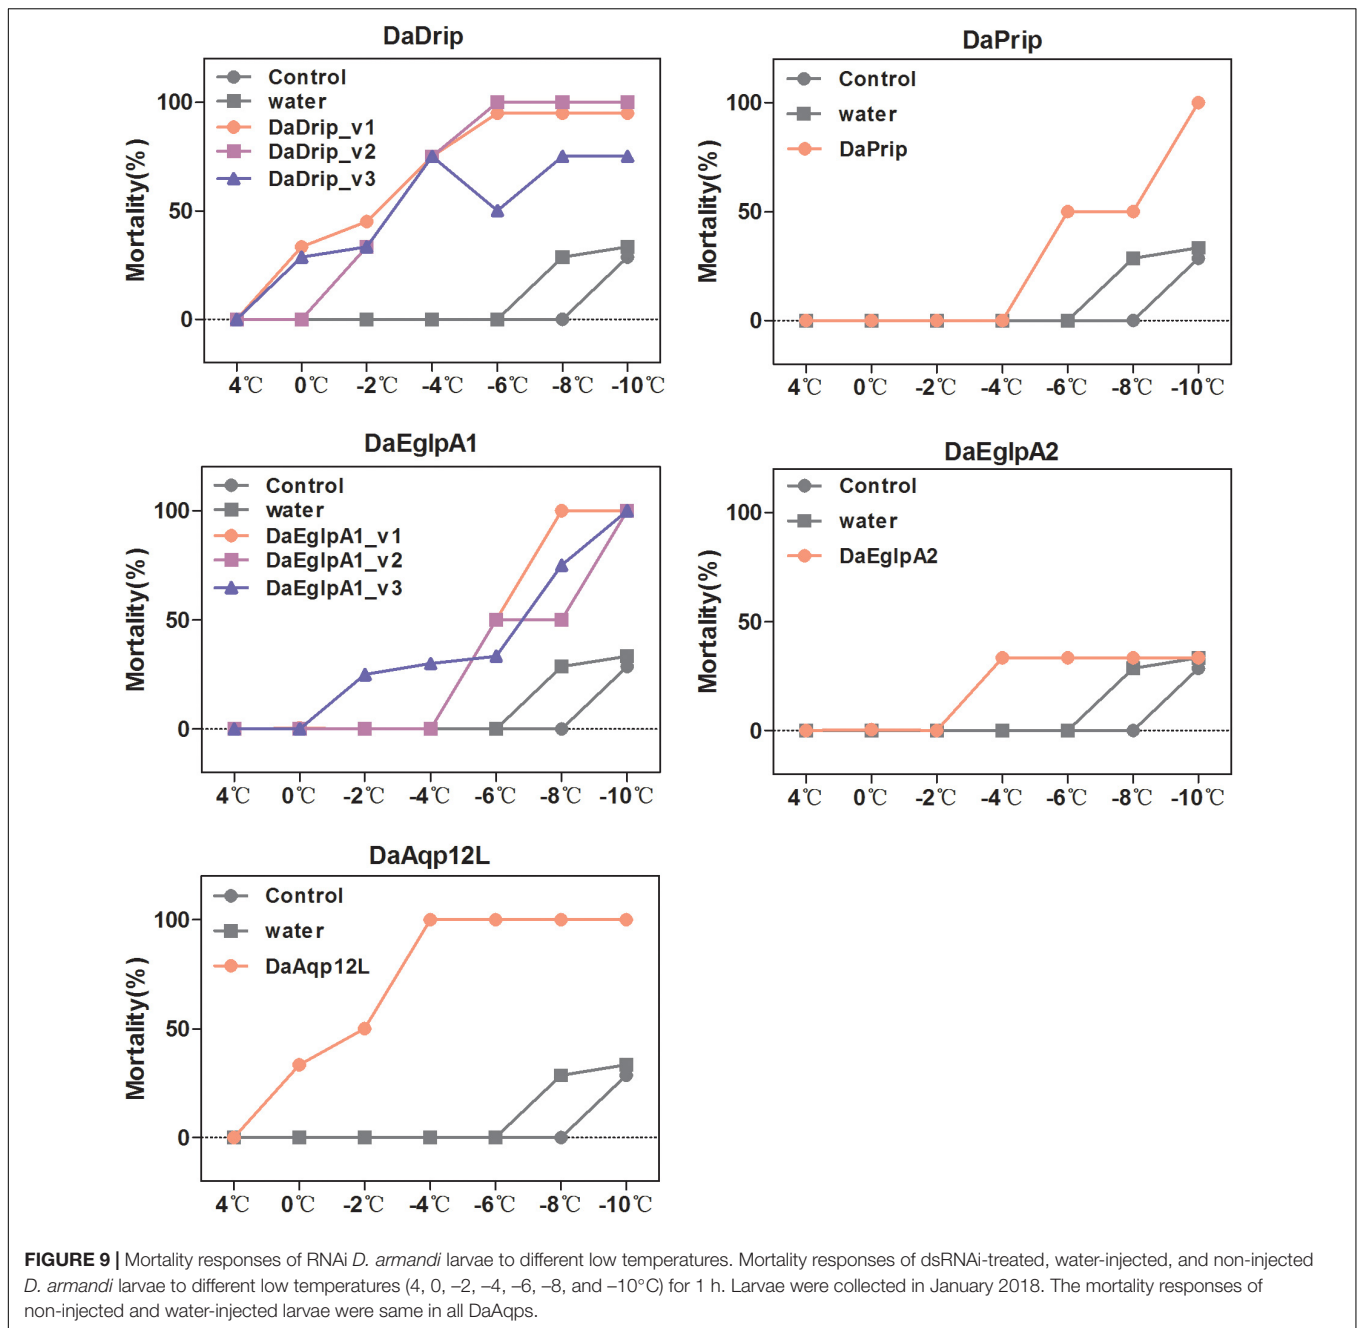 DaDrip
Control
water
DaDrip_v1
DaDrip_v2
DaDrip_v3
Mortality(%)
100
50
0
4℃ 0℃ -2℃ -4℃ -6℃ -8℃ -10℃
DaPrip
Control
water
DaPrip
Mortality(%)
100
50
0
4℃ 0℃ -2℃ -4℃ -6℃ -8℃ -10℃
DaEglpA1
Control
water
DaEglpA1_v1
DaEglpA1_v2
DaEglpA1_v3
Mortality(%)
100
50
0
4℃ 0℃ -2℃ -4℃ -6℃ -8℃ -10℃
DaEglpA2
Control
water
DaEglpA2
Mortality(%)
100
50
0
4℃ 0℃ -2℃ -4℃ -6℃ -8℃ -10℃
DaAqp12L
Control
water
DaAqp12L
Mortality(%)
100
50
0
4℃ 0℃ -2℃ -4℃ -6℃ -8℃ -10℃
FIGURE 9 | Mortality responses of RNAi D. armandi larvae to different low temperatures. Mortality responses of dsRNAi-treated, water-injected, and non-injected
D. armandi larvae to different low temperatures (4, 0, –2, –4, –6, –8, and –10°C) for 1 h. Larvae were collected in January 2018. The mortality responses of
non-injected and water-injected larvae were same in all DaAqps.